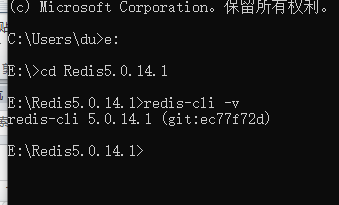 (c) Microsoft Corporation。保留所有权利。
C:\Users\du>e:
E:\>cd Redis5.0.14.1
E:\Redis5.0.14.1>redis-cli -v
redis-cli 5.0.14.1 (git:ec77f72d)
E:\Redis5.0.14.1>